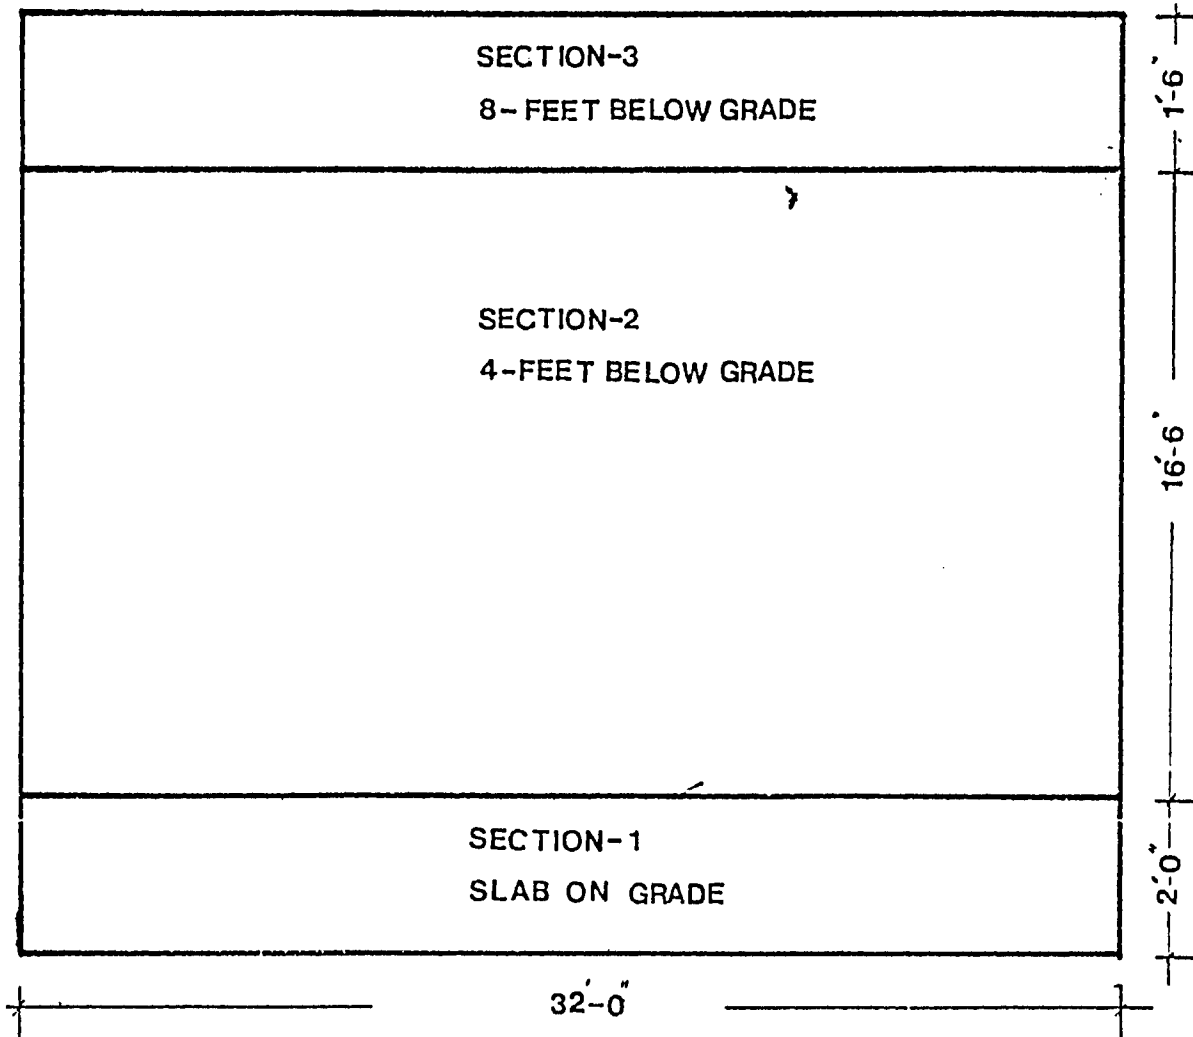 SECTION-3
8-FEET BELOW GRADE
1'-6'
SECTION-2
4-FEET BELOW GRADE
16'-6'
SECTION-1
SLAB ON GRADE
2'-0"
32'-0"